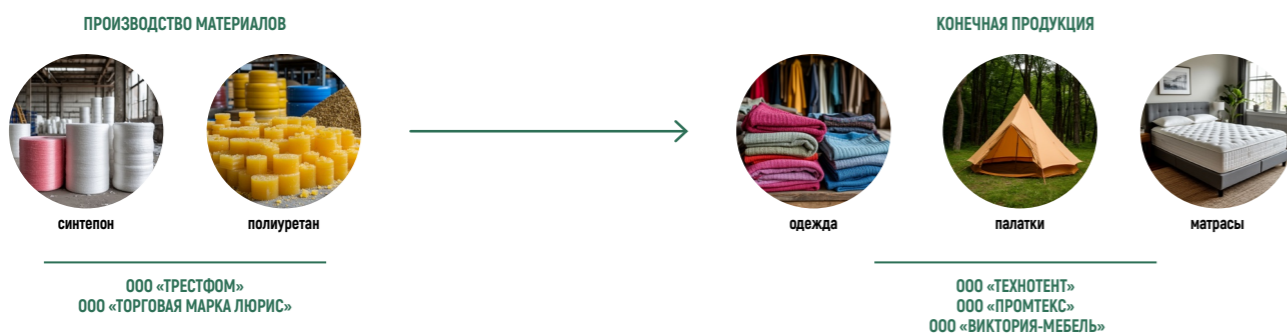 ПРОИЗВОДСТВО МАТЕРИАЛОВ
синтепон
полиуретан
ООО «ТРЕСТФОМ»
ООО «ТОРГОВАЯ МАРКА ЛЮРИС»
КОНЕЧНАЯ ПРОДУКЦИЯ
одежда
палатки
матрасы
ООО «ТЕХНОТЕНТ»
ООО «ПРОМТЕКС»
ООО «ВИКТОРИЯ-МЕБЕЛЬ»